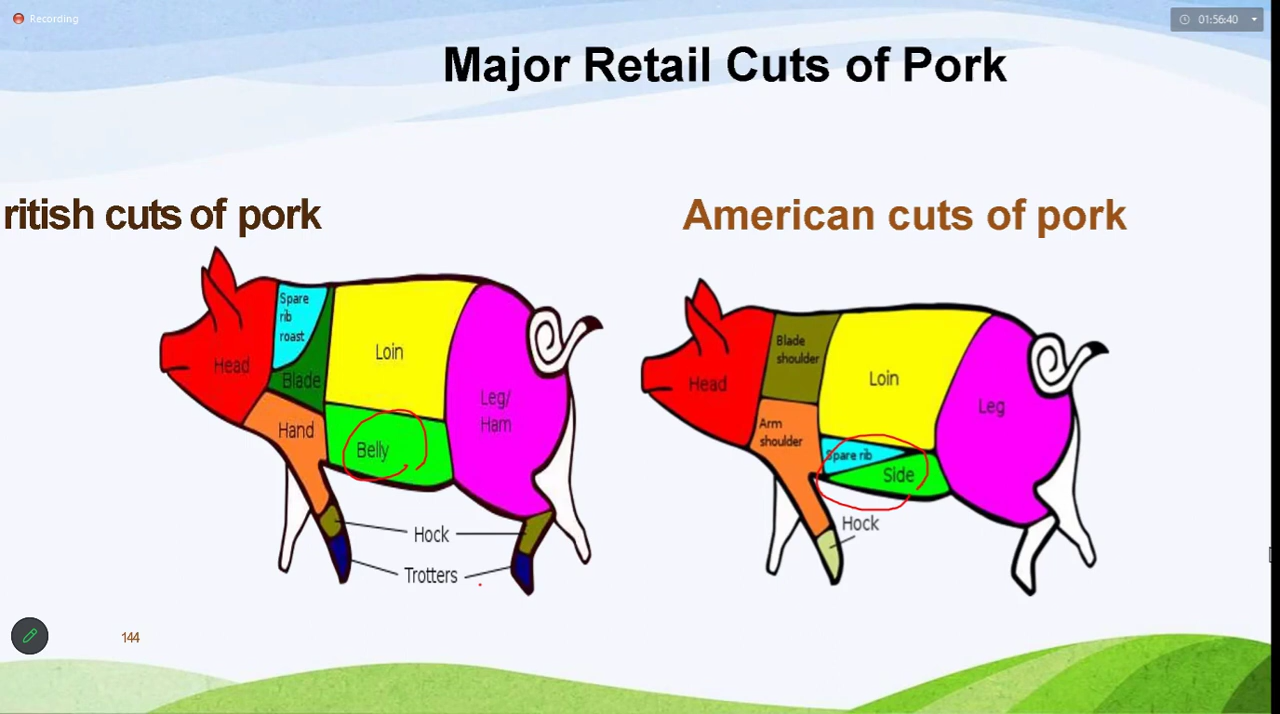 Recording
01:56:40
Major Retail Cuts of Pork
ritish cuts of pork
American cuts of pork
Spare
rib
roast
Head
Blade
Loin
Hand
Belly
Leg/
Ham
Hock
Trotters
Blade
shoulder
Head
Loin
Leg
Arm
shoulder
Spare rib
Side
Hock
144